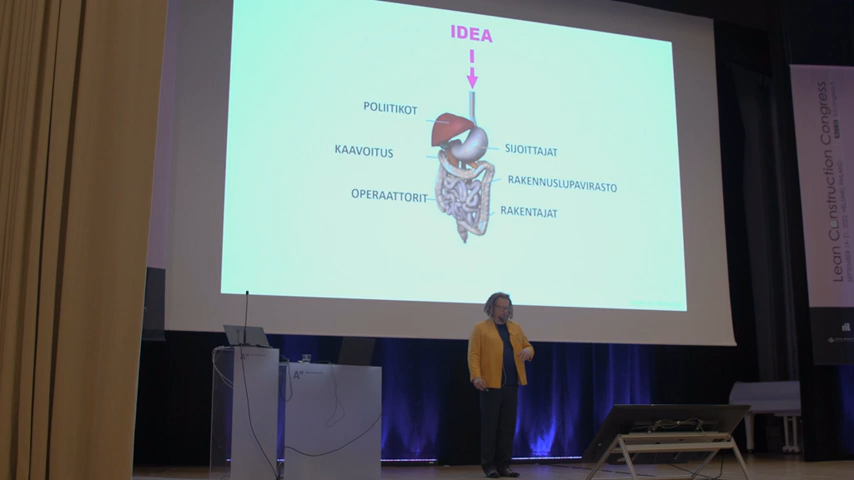 IDEA
POLIITIKOT
KAAVOITUS
SIJOITTAJAT
RAKENNUSLUPAVIRASTO
OPERAATTORIT
RAKENTAJAT
Lean Construction Congress